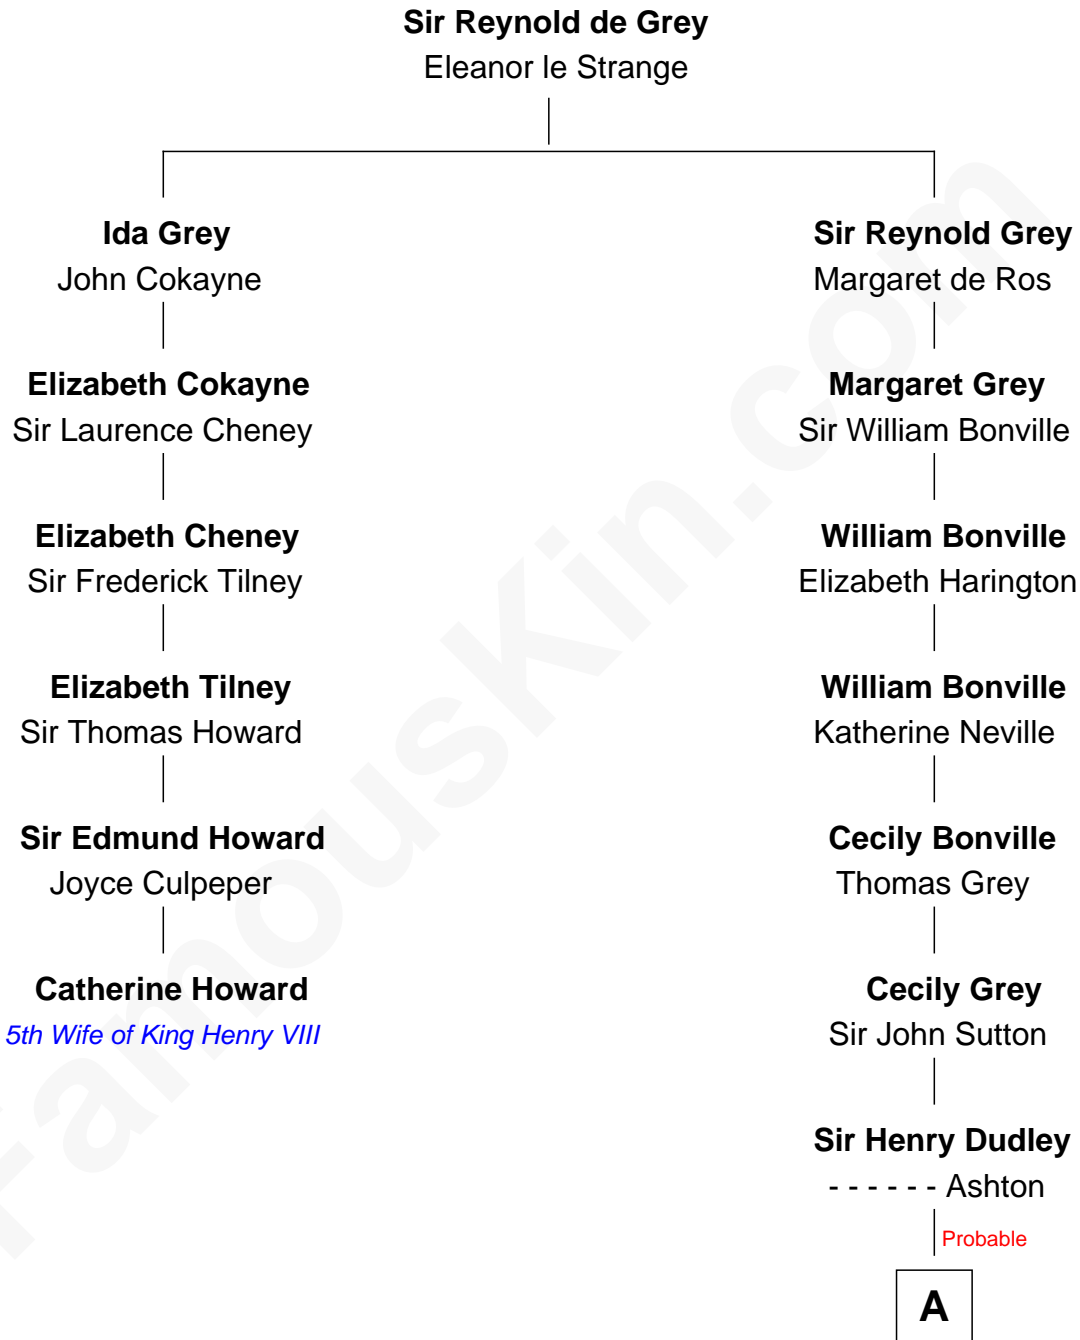 Sir Reynold de Grey
Eleanor le Strange
Ida Grey
John Cokayne
Elizabeth Cokayne
Sir Laurence Cheney
Elizabeth Cheney
Sir Frederick Tilney
Elizabeth Tilney
Sir Thomas Howard
Sir Edmund Howard
Joyce Culpeper
Catherine Howard
5th Wife of King Henry VIII
Sir Reynold Grey
Margaret de Ros
Margaret Grey
Sir William Bonville
William Bonville
Elizabeth Harington
William Bonville
Katherine Neville
Cecily Bonville
Thomas Grey
Cecily Grey
Sir John Sutton
Sir Henry Dudley
- - - - - - Ashton
Probable
A
FamousKin.com